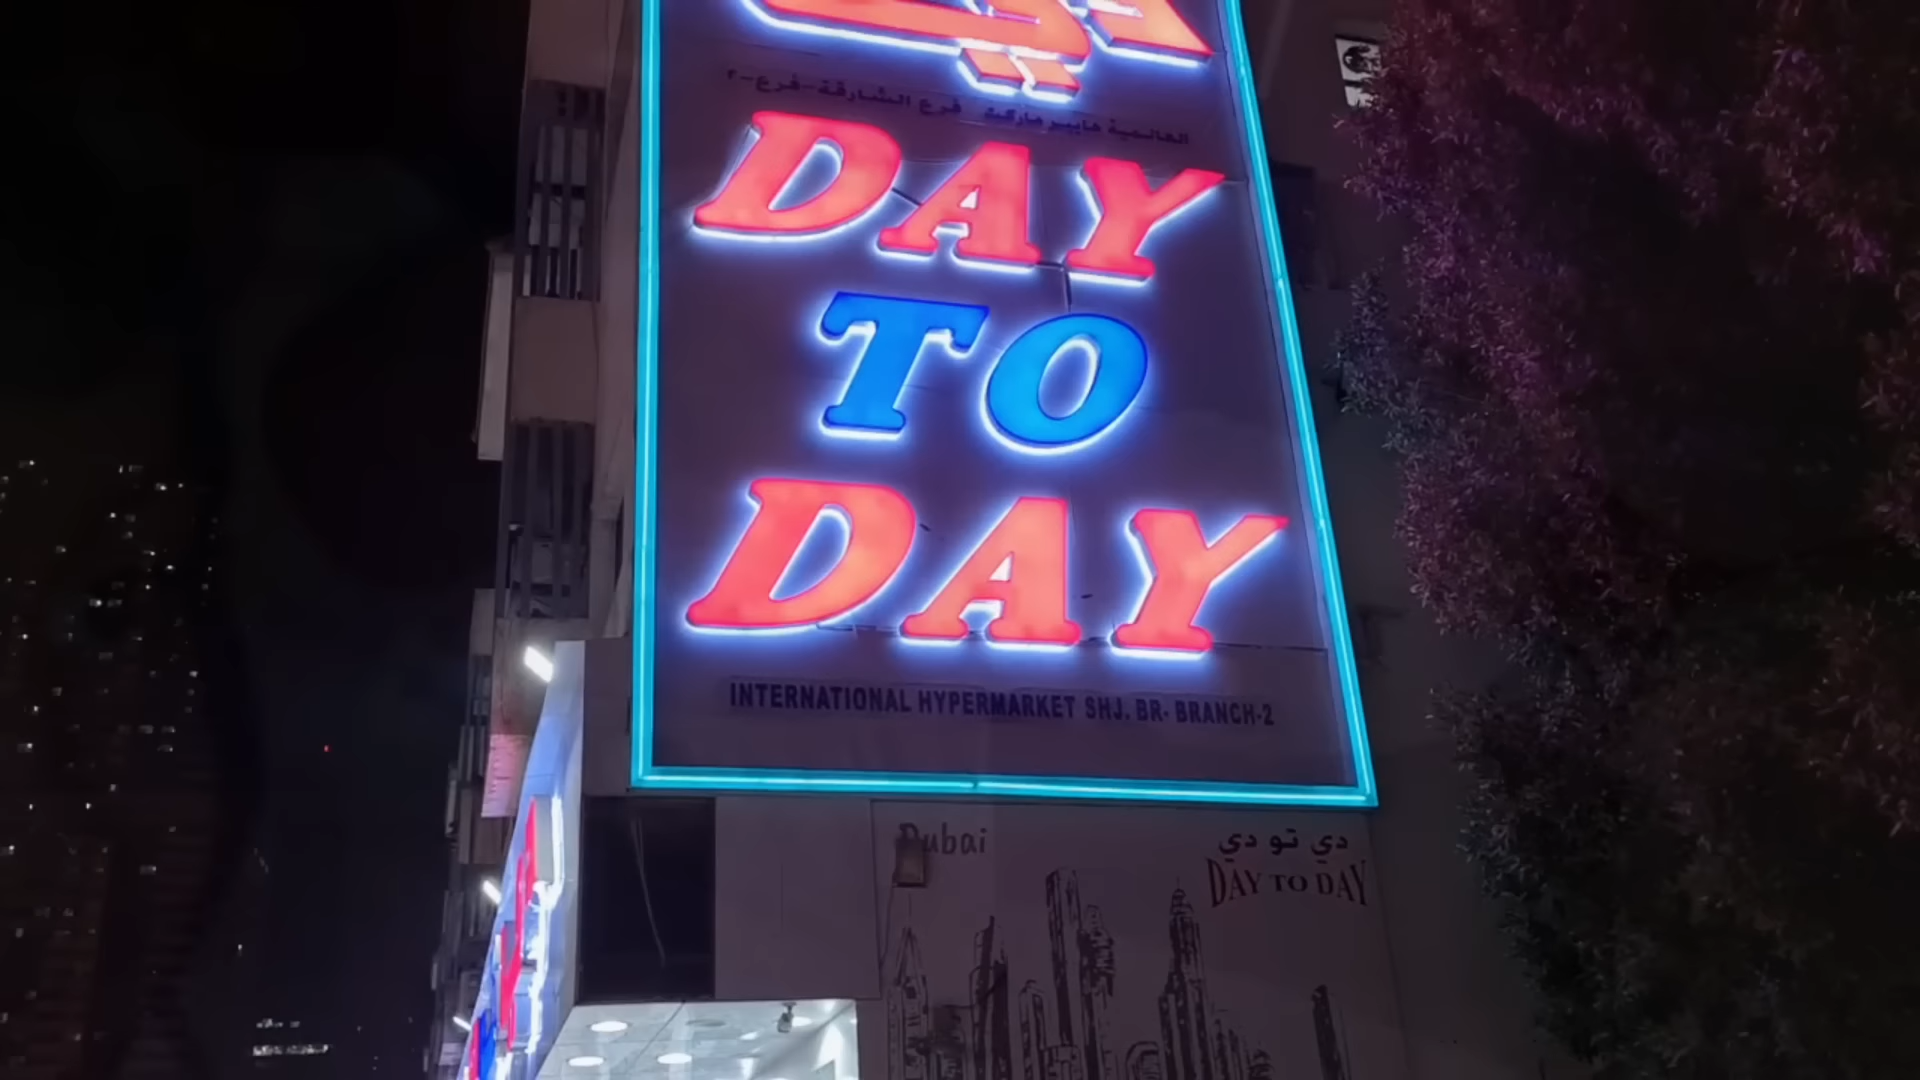 العالمية هايبر ماركت فرع الشارقة-فرع-٢
DAY
TO
DAY
INTERNATIONAL HYPERMARKET SHJ. BR- BRANCH-2
Dubai
دي تو دي
DAY TO DAY